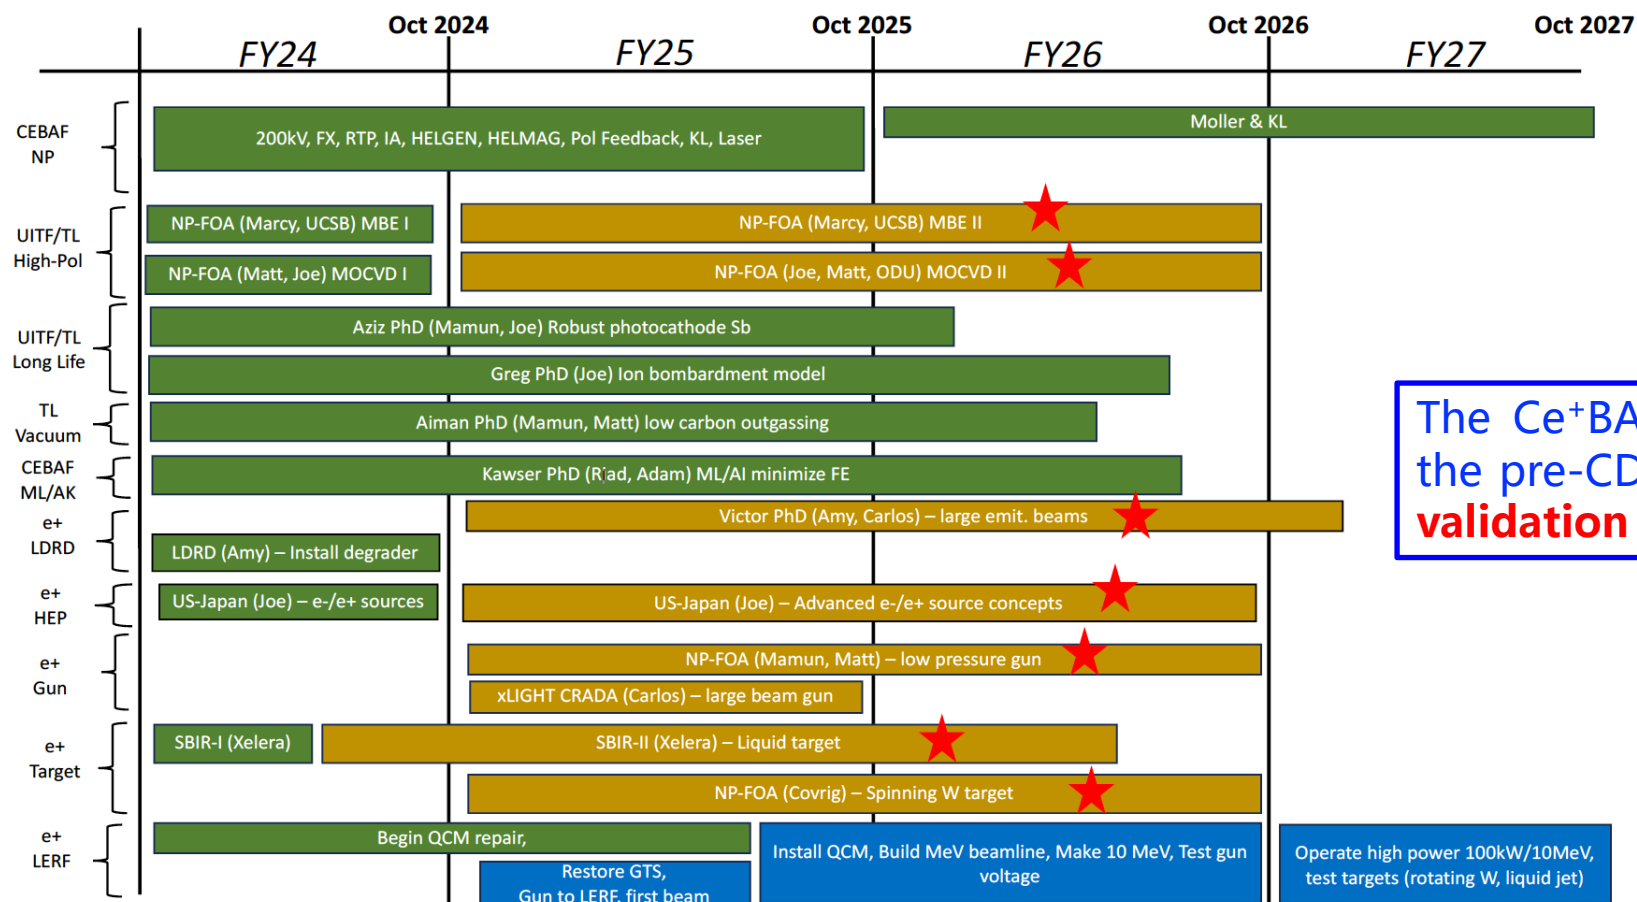 Oct 2024
Oct 2025
Oct 2026
Oct 2027
FY24
FY25
FY26
FY27
CEBAF
NP
200kV, FX, RTP, IA, HELGEN, HELMAG, Pol Feedback, KL, Laser
Moller & KL
UITF/TL
High-Pol
NP-FOA (Marcy, UCSB) MBE I
NP-FOA (Marcy, UCSB) MBE II
NP-FOA (Matt, Joe) MOCVD I
NP-FOA (Joe, Matt, ODU) MOCVD II
UITF/TL
Long Life
Aziz PhD (Mamun, Joe) Robust photocathode Sb
Greg PhD (Joe) Ion bombardment model
TL
Vacuum
Aiman PhD (Mamun, Matt) low carbon outgassing
CEBAF
ML/AK
Kawser PhD (Riad, Adam) ML/AI minimize FE
e+
LDRD
Victor PhD (Amy, Carlos) – large emit. beams
LDRD (Amy) – Install degrader
e+
HEP
US-Japan (Joe) – e-/e+ sources
US-Japan (Joe) – Advanced e-/e+ source concepts
e+
Gun
NP-FOA (Mamun, Matt) – low pressure gun
xLIGHT CRADA (Carlos) – large beam gun
e+
Target
SBIR-I (Xelera)
SBIR-II (Xelera) – Liquid target
NP-FOA (Covrig) – Spinning W target
e+
LERF
Begin QCM repair,
Restore GTS,
Gun to LERF, first beam
Install QCM, Build MeV beamline, Make 10 MeV, Test gun
voltage
Operate high power 100kW/10MeV,
test targets (rotating W, liquid jet)
The Ce⁺BA
the pre-CD
validation